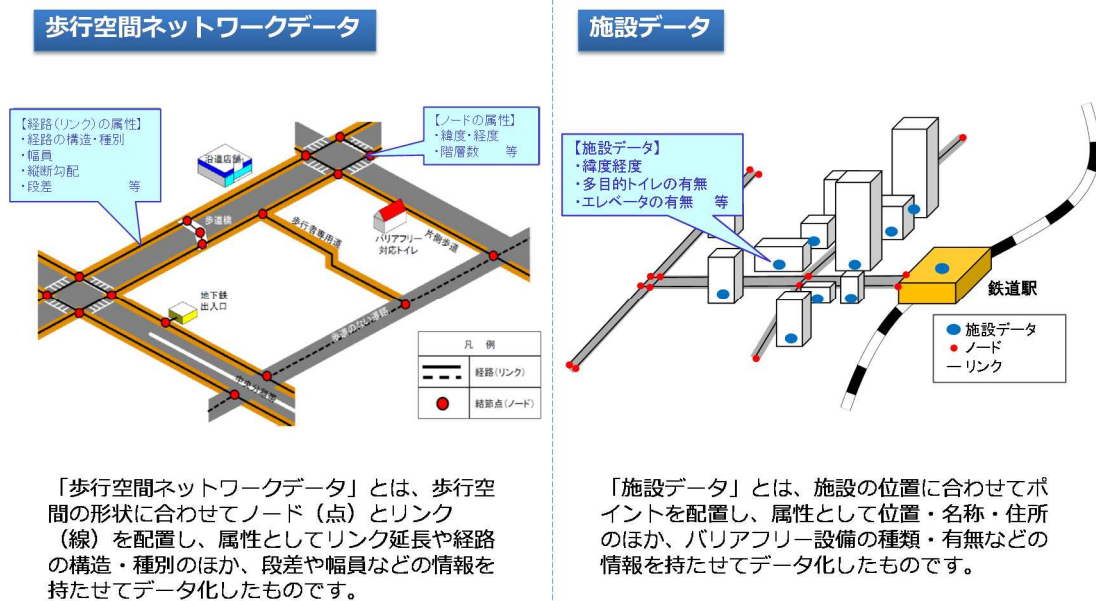 歩行空間ネットワークデータ
【経路(リンク)の属性】
・経路の構造・種別
・幅員
・縦断勾配
・段差　　　　　等
【ノードの属性】
・緯度・経度
・階層数　等
沿道店舗
歩道橋
歩行者専用道
バリアフリー
対応トイレ
片側歩道
地下鉄
出入口
歩道のない道路
中央分離帯
凡　例
経路(リンク)
結節点(ノード)
「歩行空間ネットワークデータ」とは、歩行空
間の形状に合わせてノード（点）とリンク
（線）を配置し、属性としてリンク延長や経路
の構造・種別のほか、段差や幅員などの情報を
持たせてデータ化したものです。
施設データ
【施設データ】
・緯度経度
・多目的トイレの有無
・エレベータの有無　等
鉄道駅
施設データ
ノード
リンク
「施設データ」とは、施設の位置に合わせてポ
イントを配置し、属性として位置・名称・住所
のほか、バリアフリー設備の種類・有無などの
情報を持たせてデータ化したものです。